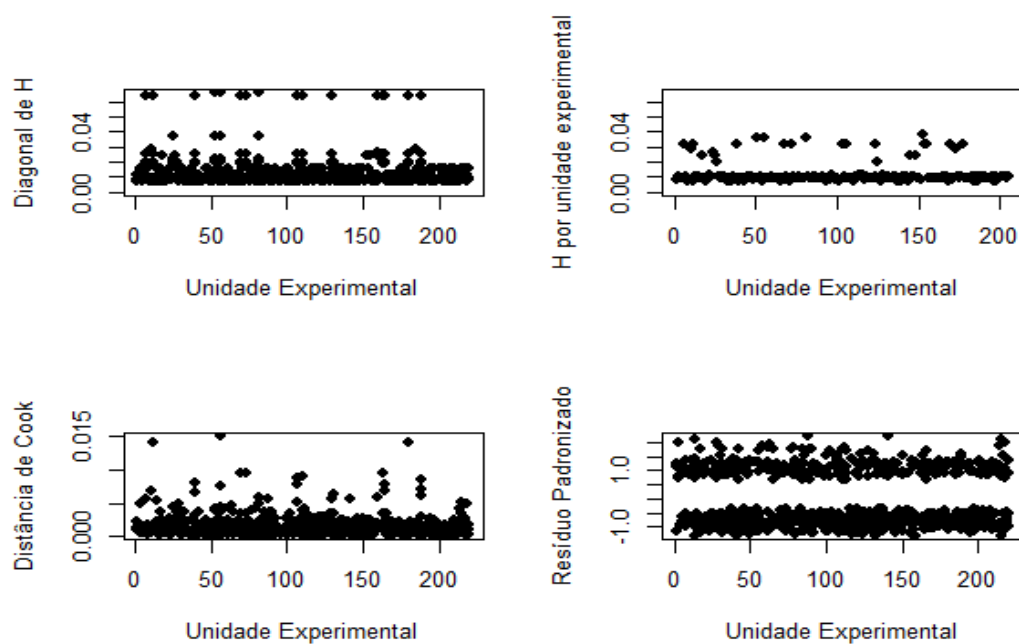 Diagonal de H
0.04
0.00
0 50 100 150 200
Unidade Experimental
H por unidade experimental
0.04
0.00
0 50 100 150 200
Unidade Experimental
Distância de Cook
0.015
0.000
0 50 100 150 200
Unidade Experimental
Resíduo Padronizado
1.0
-1.0
0 50 100 150 200
Unidade Experimental